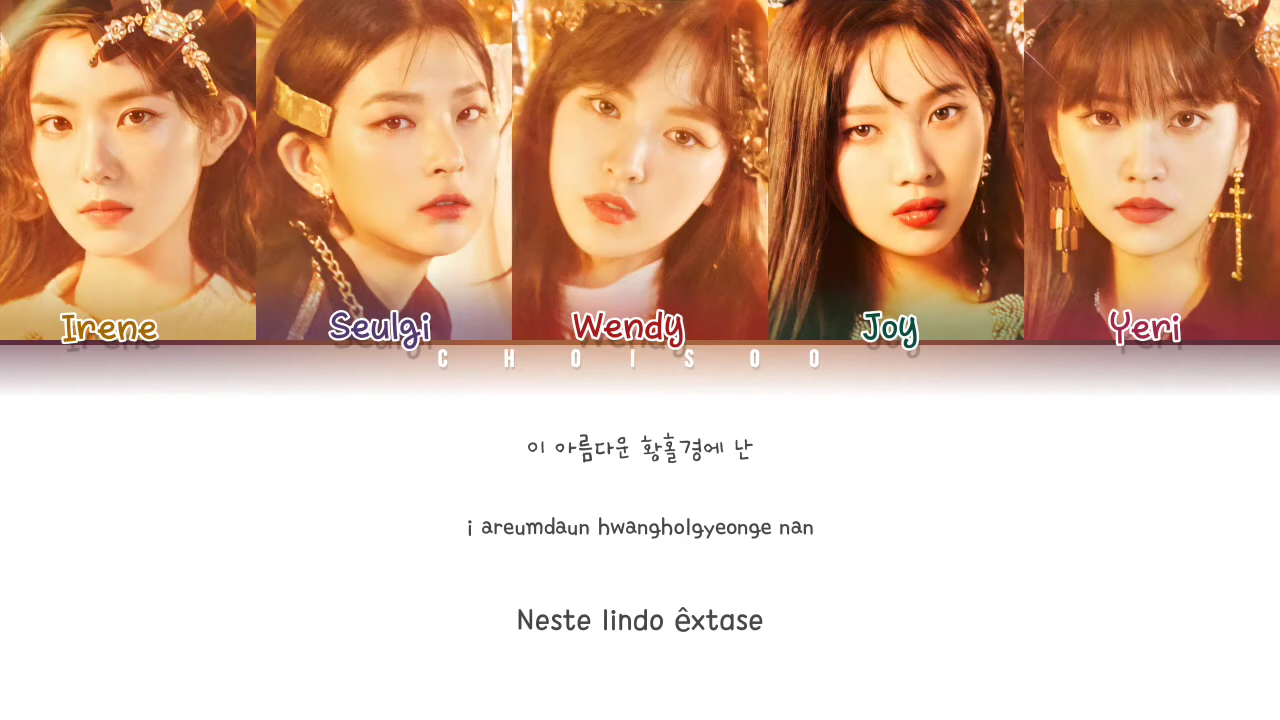 Irene Seulgi Wendy Joy Yeri
CHOISOO
이 아름다운 황홀경에 난
i areumdaun hwangholgyeonge nan
Neste lindo êxtase